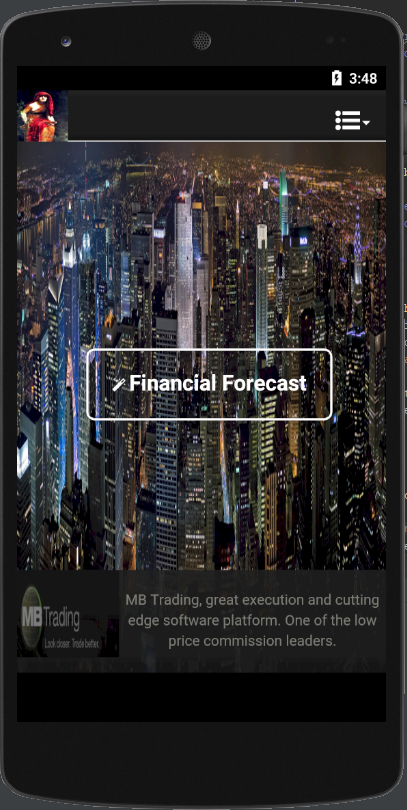 3:48
Financial Forecast
MB Trading
Look closer. Trade better.
MB Trading, great execution and cutting
edge software platform. One of the low
price commission leaders.